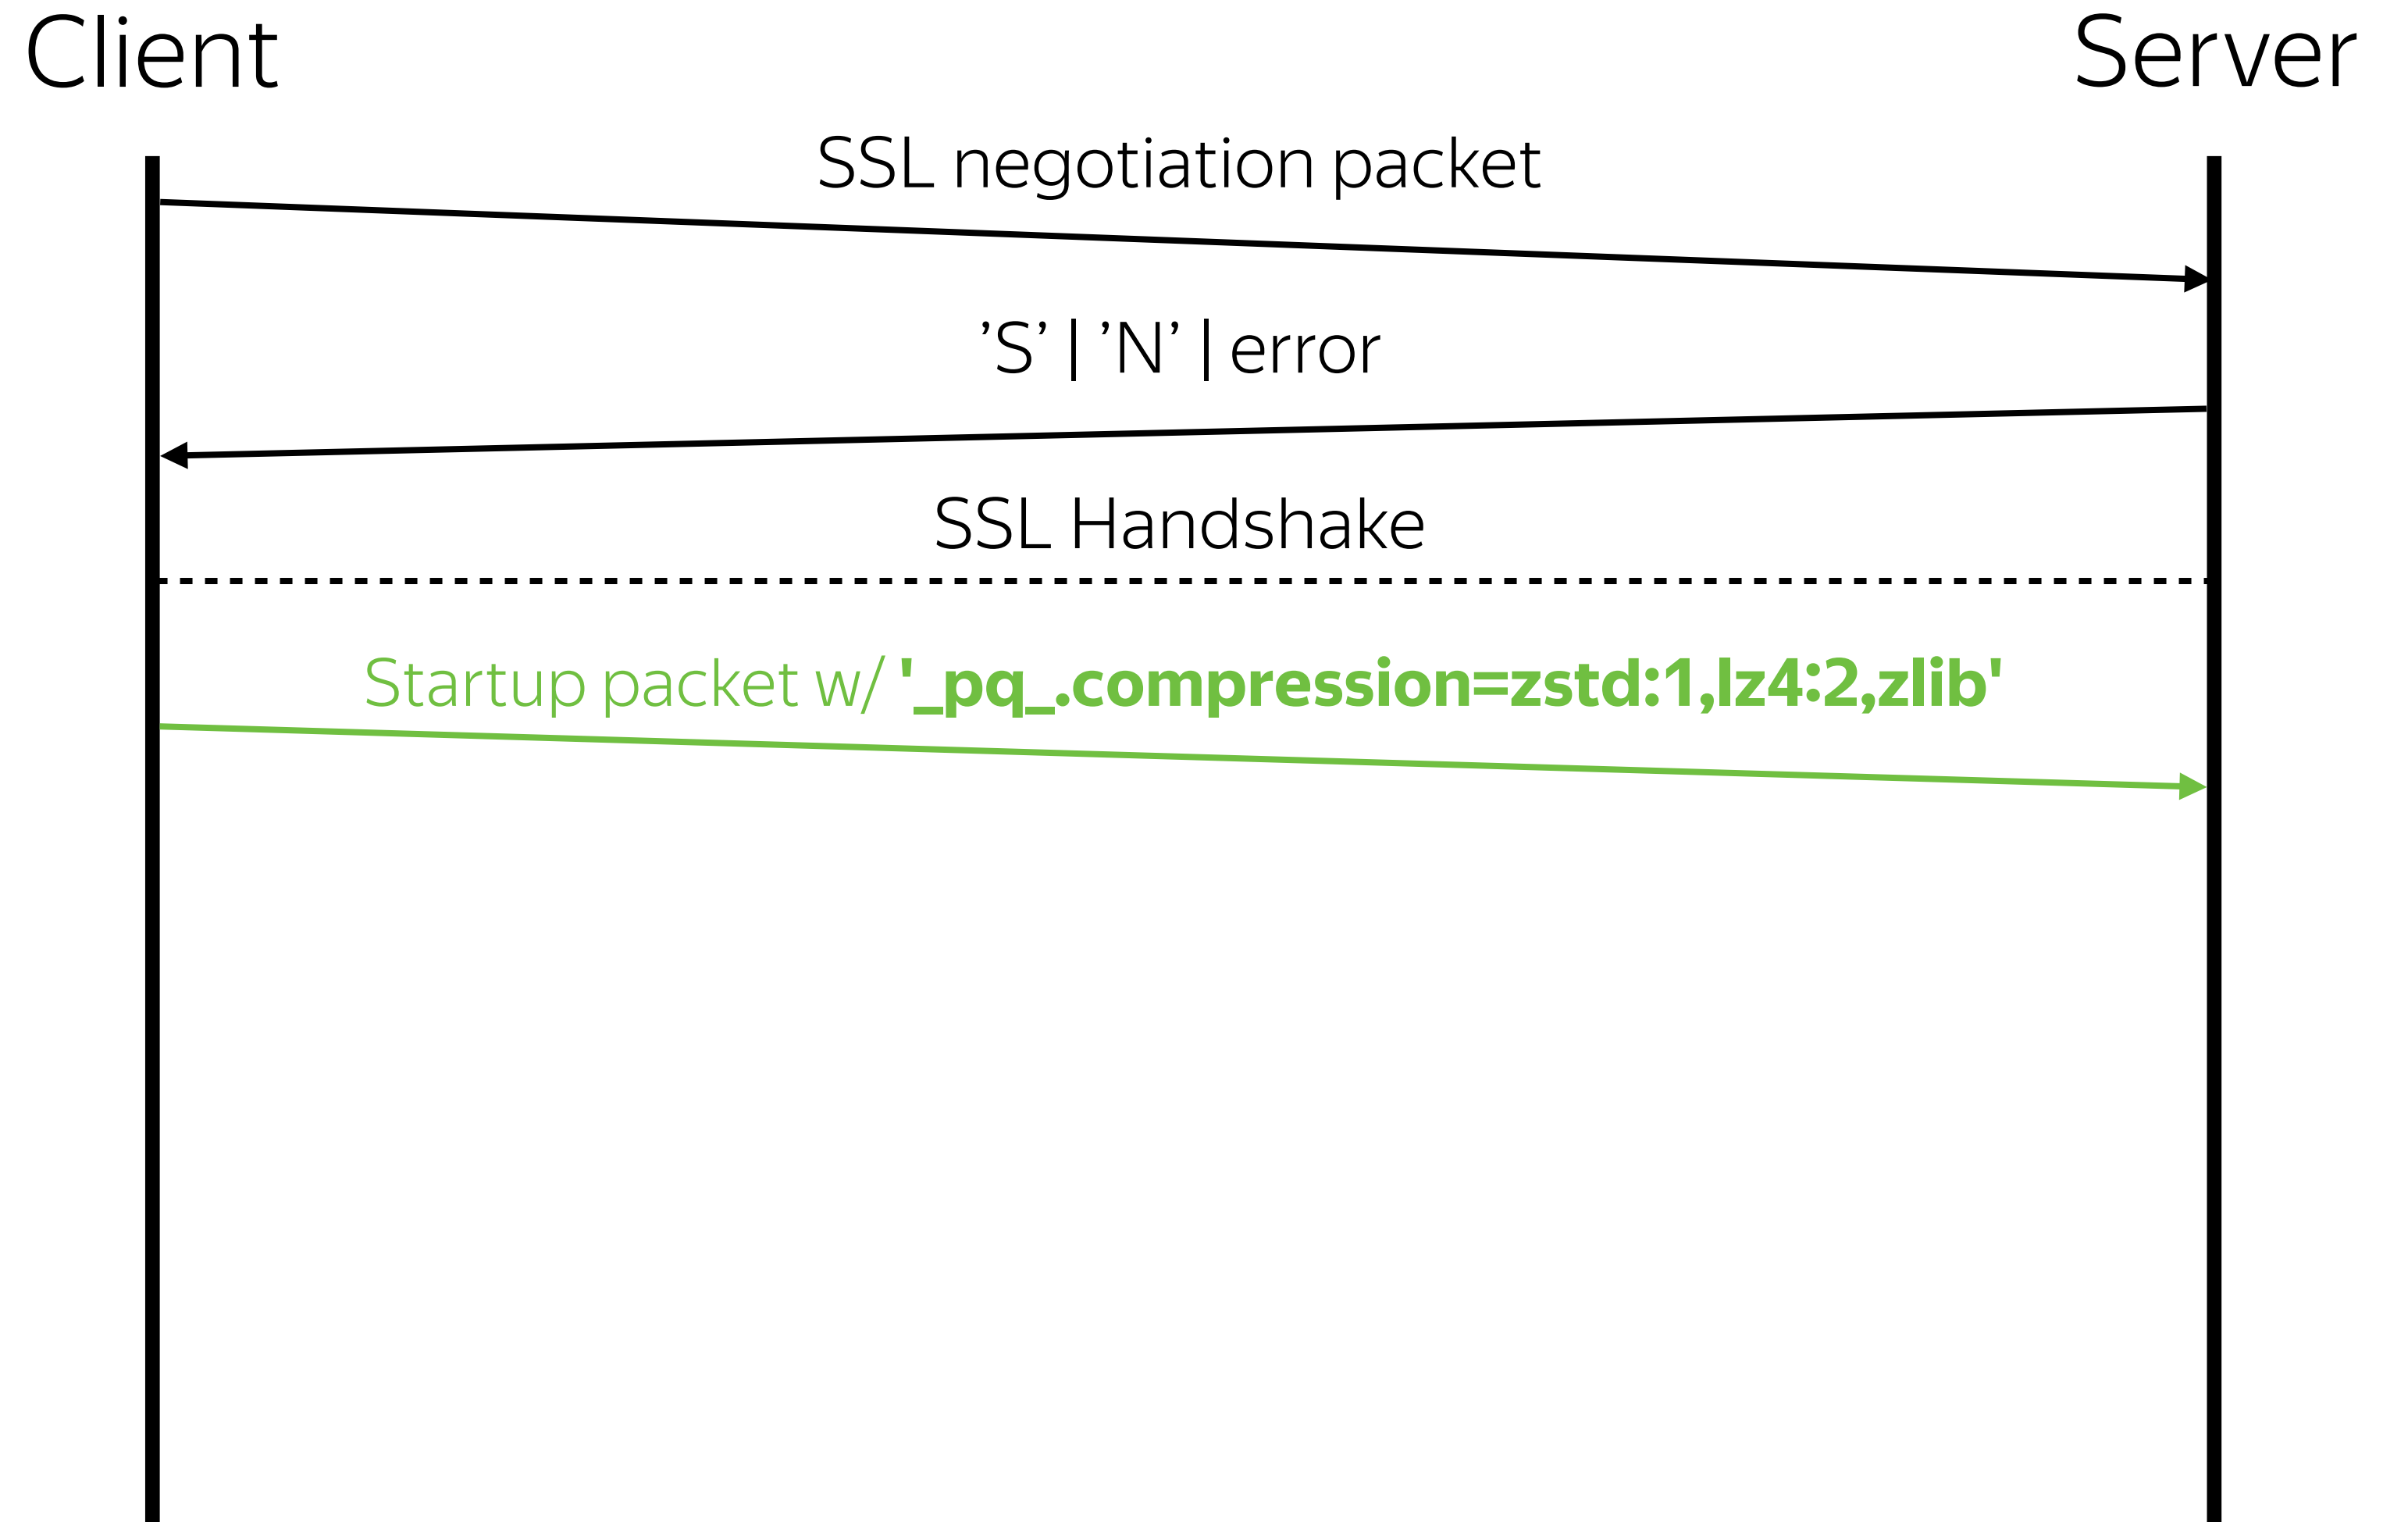 Client
Server
SSL negotiation packet
’S’ | ’N’ | error
SSL Handshake
Startup packet w/ '_pq_.compression=zstd:1,lz4:2,zlib'